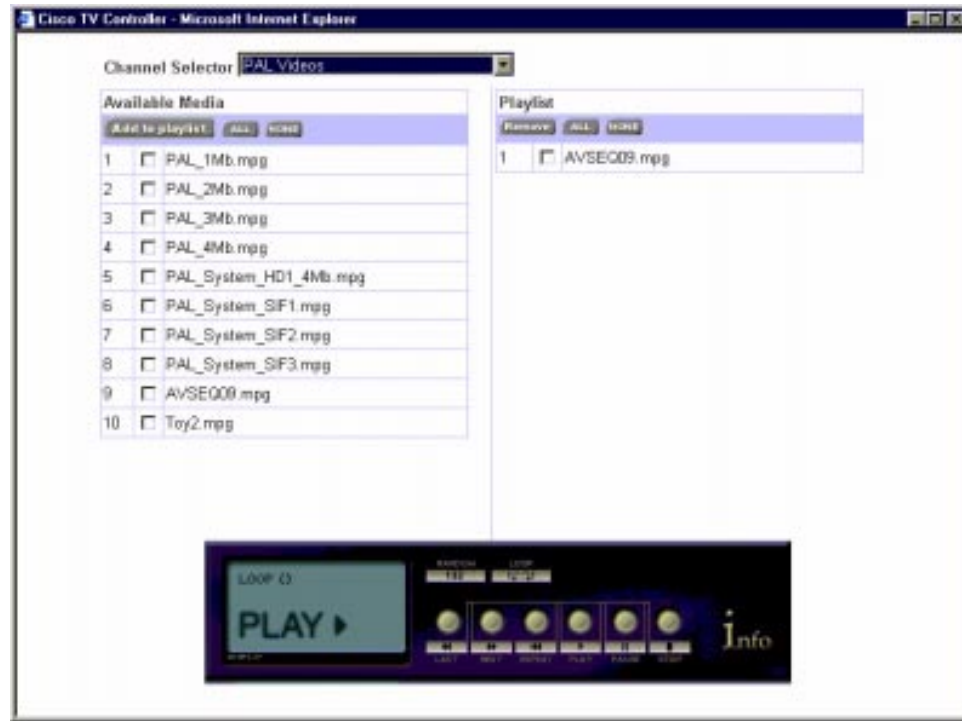 Cisco TV Controller - Microsoft Internet Explorer
Channel Selector PAL Videos
Available Media
Add to playlist ALL NONE
1 PAL_1Mb.mpg
2 PAL_2Mb.mpg
3 PAL_3Mb.mpg
4 PAL_4Mb.mpg
5 PAL_System_HD1_4Mb.mpg
6 PAL_System_SIF1.mpg
7 PAL_System_SIF2.mpg
8 PAL_System_SIF3.mpg
9 AVSEQ09.mpg
10 Toy2.mpg
Playlist
Remove ALL NONE
1 AVSEQ09.mpg
RANDOM LOOP
LOOP ()
PLAY
DISPLAY
LAST NEXT REPEAT PLAY PAUSE STOP
info